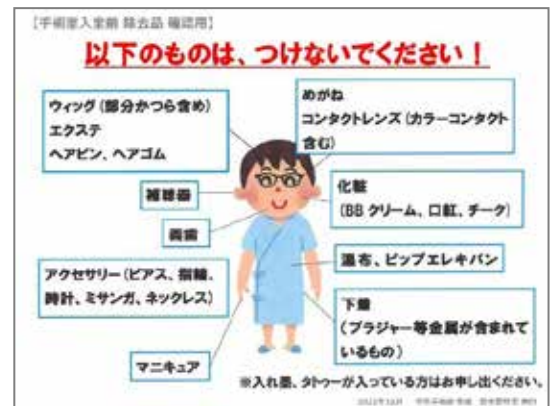 【手術室入室前 除去品 確認用】
以下のものは、つけないでください！
ウィッグ（部分かつら含め）
エクステ
ヘアピン、ヘアゴム
めがね
コンタクトレンズ（カラーコンタクト
含む）
補聴器
義歯
化粧
（BBクリーム、口紅、チーク）
アクセサリー（ピアス、指輪、
時計、ミサンガ、ネックレス）
湿布、ピップエレキバン
下着
（ブラジャー等金属が含まれて
いるもの）
マニキュア
※入れ墨、タトゥーが入っている方はお申し出ください。